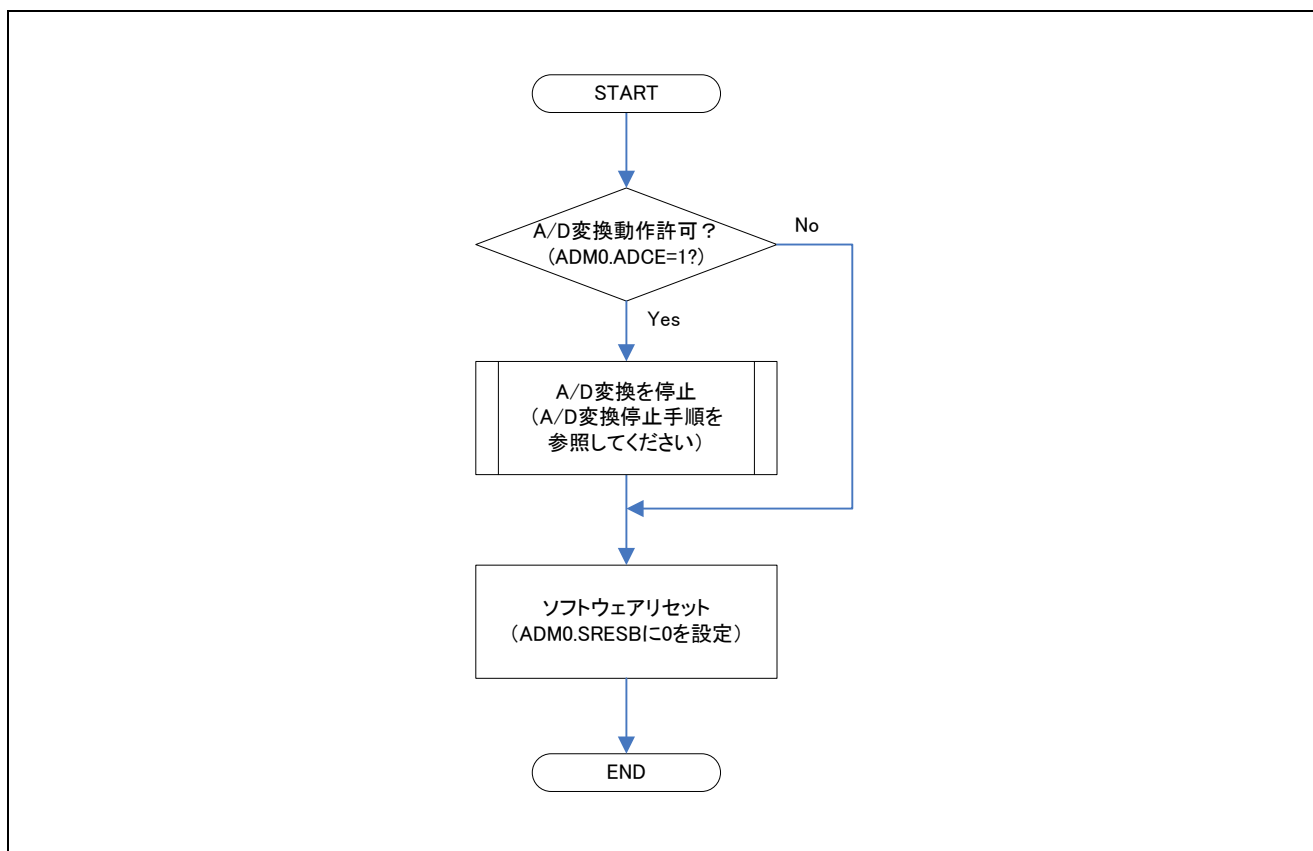 START
A/D変換動作許可？
(ADM0.ADCE=1?)
No
Yes
A/D変換を停止
（A/D変換停止手順を
参照してください）
ソフトウェアリセット
（ADM0.SRESBに0を設定）
END